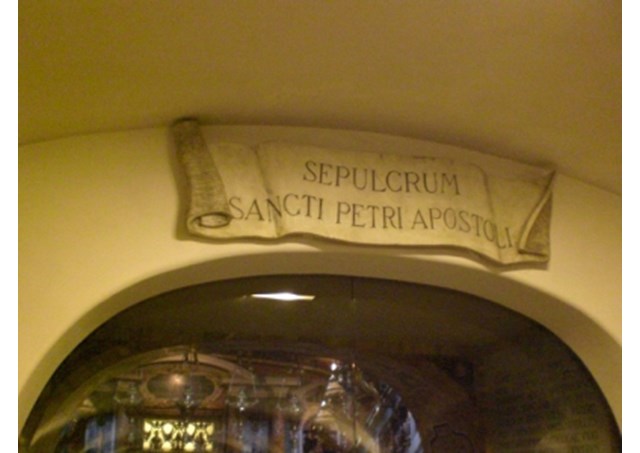 SEPULCRUM
SANCTI PETRI APOSTOLI